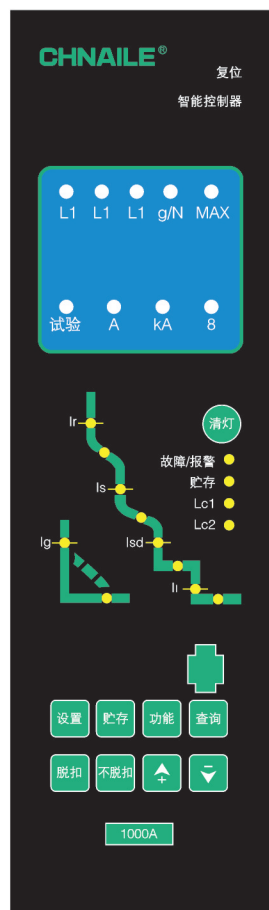 CHNAILE®
复位
智能控制器
L1 L1 L1 g/N MAX
试验 A kA 8
Ir
清灯
故障/报警
贮存
Is
Lc1
Lc2
Ig
Isd
Iı
设置 贮存 功能 查询
脱扣 不脱扣 + −
1000A